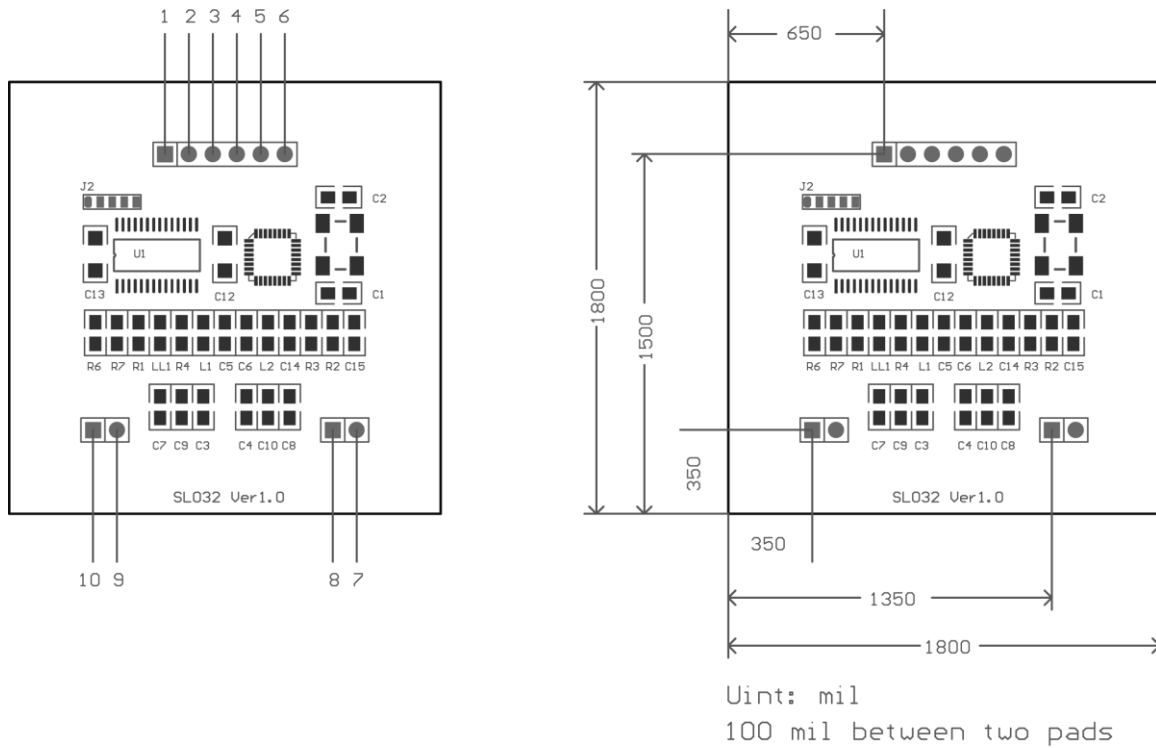 1 2 3 4 5 6
J2
C2
U1
C13
C12
C1
R6 R7 R1 LL1 R4 L1 C5 C6 L2 C14 R3 R2 C15
C7 C9 C3 C4 C10 C8
SL032 Ver1.0
10 9 8 7
650
J2
C2
U1
C13
C12
C1
1800
1500
R6 R7 R1 LL1 R4 L1 C5 C6 L2 C14 R3 R2 C15
C7 C9 C3 C4 C10 C8
350
SL032 Ver1.0
350
1350
1800
Uint: mil
100 mil between two pads